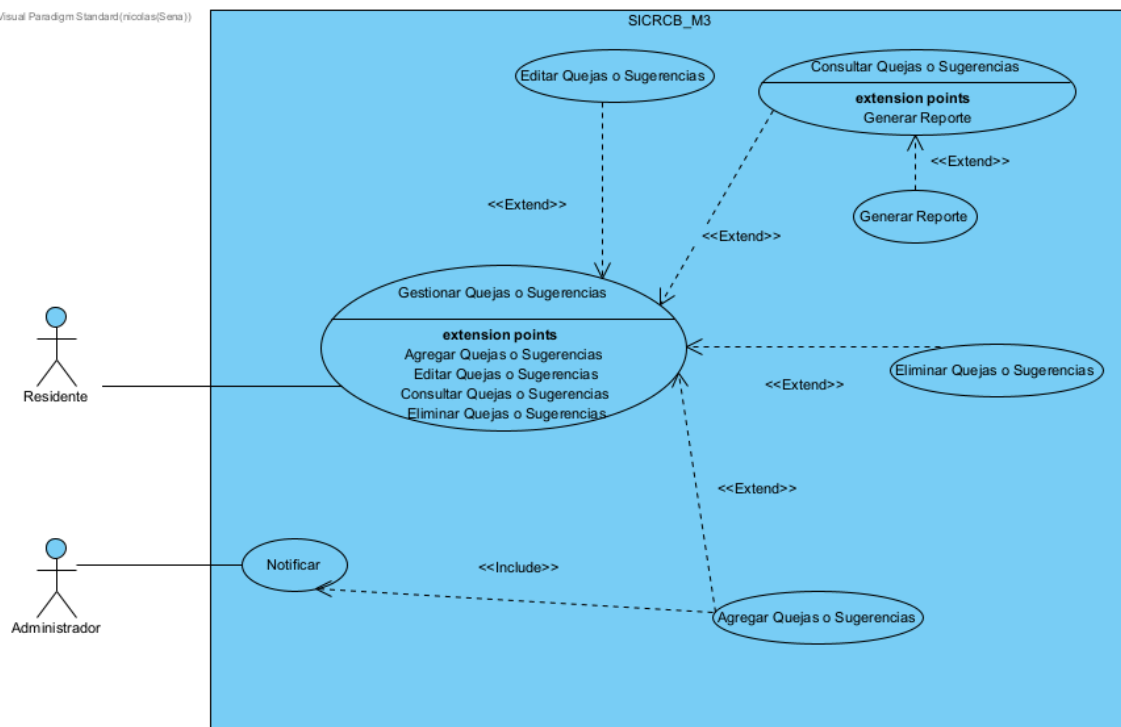 Visual Paradigm Standard(nicolas(Sena))
SICRCB_M3
Editar Quejas o Sugerencias
Consultar Quejas o Sugerencias
extension points
Generar Reporte
<<Extend>>
Generar Reporte
<<Extend>>
<<Extend>>
Gestionar Quejas o Sugerencias
extension points
Agregar Quejas o Sugerencias
Editar Quejas o Sugerencias
Consultar Quejas o Sugerencias
Eliminar Quejas o Sugerencias
Eliminar Quejas o Sugerencias
<<Extend>>
Residente
<<Extend>>
Notificar
<<Include>>
Agregar Quejas o Sugerencias
Administrador